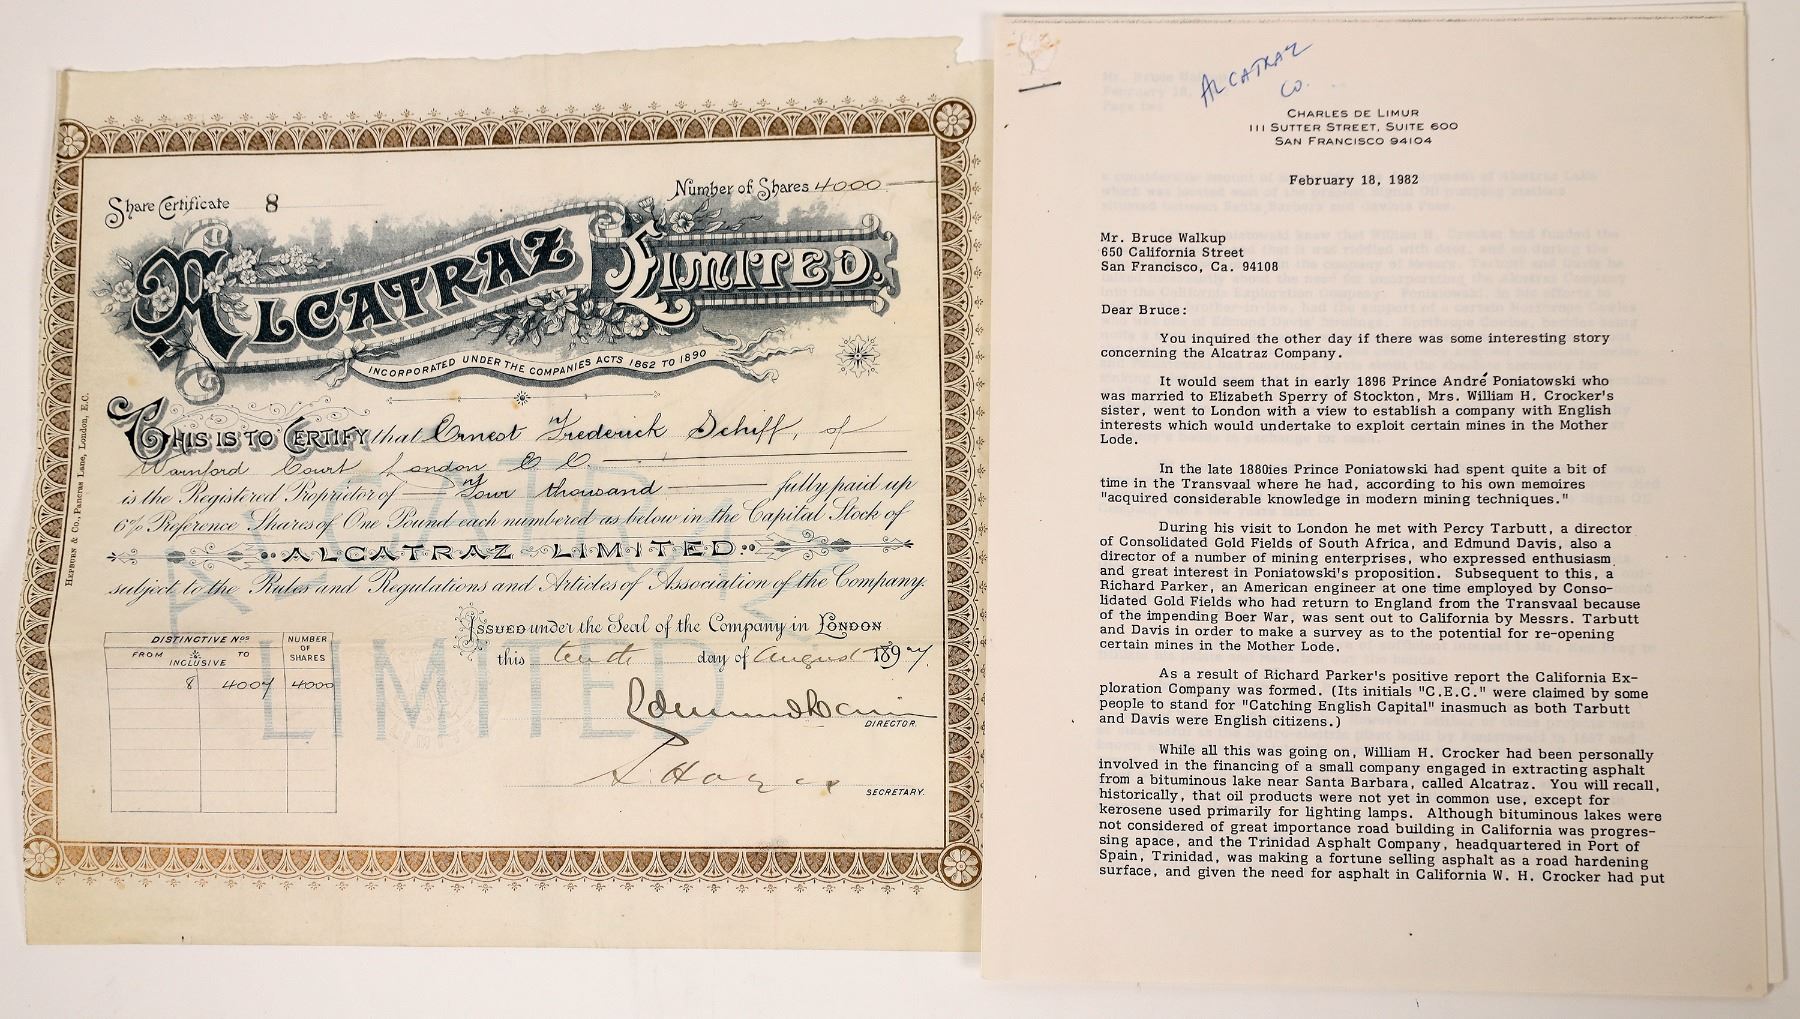 Share Certificate 8
Number of Shares 4000
ALCATRAZ LIMITED.
INCORPORATED UNDER THE COMPANIES ACTS 1862 TO 1890
THIS IS TO CERTIFY that Ernest Frederick Schiff, of
Warnford Court London E C.
is the Registered Proprietor of Four thousand fully paid up
6% Preference Shares of One Pound each numbered as below in the Capital Stock of
ALCATRAZ LIMITED
subject to the Rules and Regulations and Articles of Association of the Company.
ISSUED under the Seal of the Company in LONDON
this tenth day of August 1897.
DISTINCTIVE Nos
NUMBER OF SHARES
FROM TO
INCLUSIVE
8 4007 4000
Edmund Davis
DIRECTOR.
SECRETARY.
ALCATRAZ
LIMITED
HEPBURN & Co., Pancras Lane, London, E.C.
ALCATRAZ
CO.
CHARLES DE LIMUR
111 SUTTER STREET, SUITE 600
SAN FRANCISCO 94104
February 18, 1982
Mr. Bruce Walkup
650 California Street
San Francisco, Ca. 94108
Dear Bruce:
You inquired the other day if there was some interesting story
concerning the Alcatraz Company.
It would seem that in early 1896 Prince André Poniatowski who
was married to Elizabeth Sperry of Stockton, Mrs. William H. Crocker's
sister, went to London with a view to establish a company with English
interests which would undertake to exploit certain mines in the Mother
Lode.
In the late 1880ies Prince Poniatowski had spent quite a bit of
time in the Transvaal where he had, according to his own memoires
"acquired considerable knowledge in modern mining techniques."
During his visit to London he met with Percy Tarbutt, a director
of Consolidated Gold Fields of South Africa, and Edmund Davis, also a
director of a number of mining enterprises, who expressed enthusiasm
and great interest in Poniatowski's proposition. Subsequent to this, a
Richard Parker, an American engineer at one time employed by Conso-
lidated Gold Fields who had return to England from the Transvaal because
of the impending Boer War, was sent out to California by Messrs. Tarbutt
and Davis in order to make a survey as to the potential for re-opening
certain mines in the Mother Lode.
As a result of Richard Parker's positive report the California Ex-
ploration Company was formed. (Its initials "C.E.C." were claimed by some
people to stand for "Catching English Capital" inasmuch as both Tarbutt
and Davis were English citizens.)
While all this was going on, William H. Crocker had been personally
involved in the financing of a small company engaged in extracting asphalt
from a bituminous lake near Santa Barbara, called Alcatraz. You will recall,
historically, that oil products were not yet in common use, except for
kerosene used primarily for lighting lamps. Although bituminous lakes were
not considered of great importance road building in California was progres-
sing apace, and the Trinidad Asphalt Company, headquartered in Port of
Spain, Trinidad, was making a fortune selling asphalt as a road hardening
surface, and given the need for asphalt in California W. H. Crocker had put